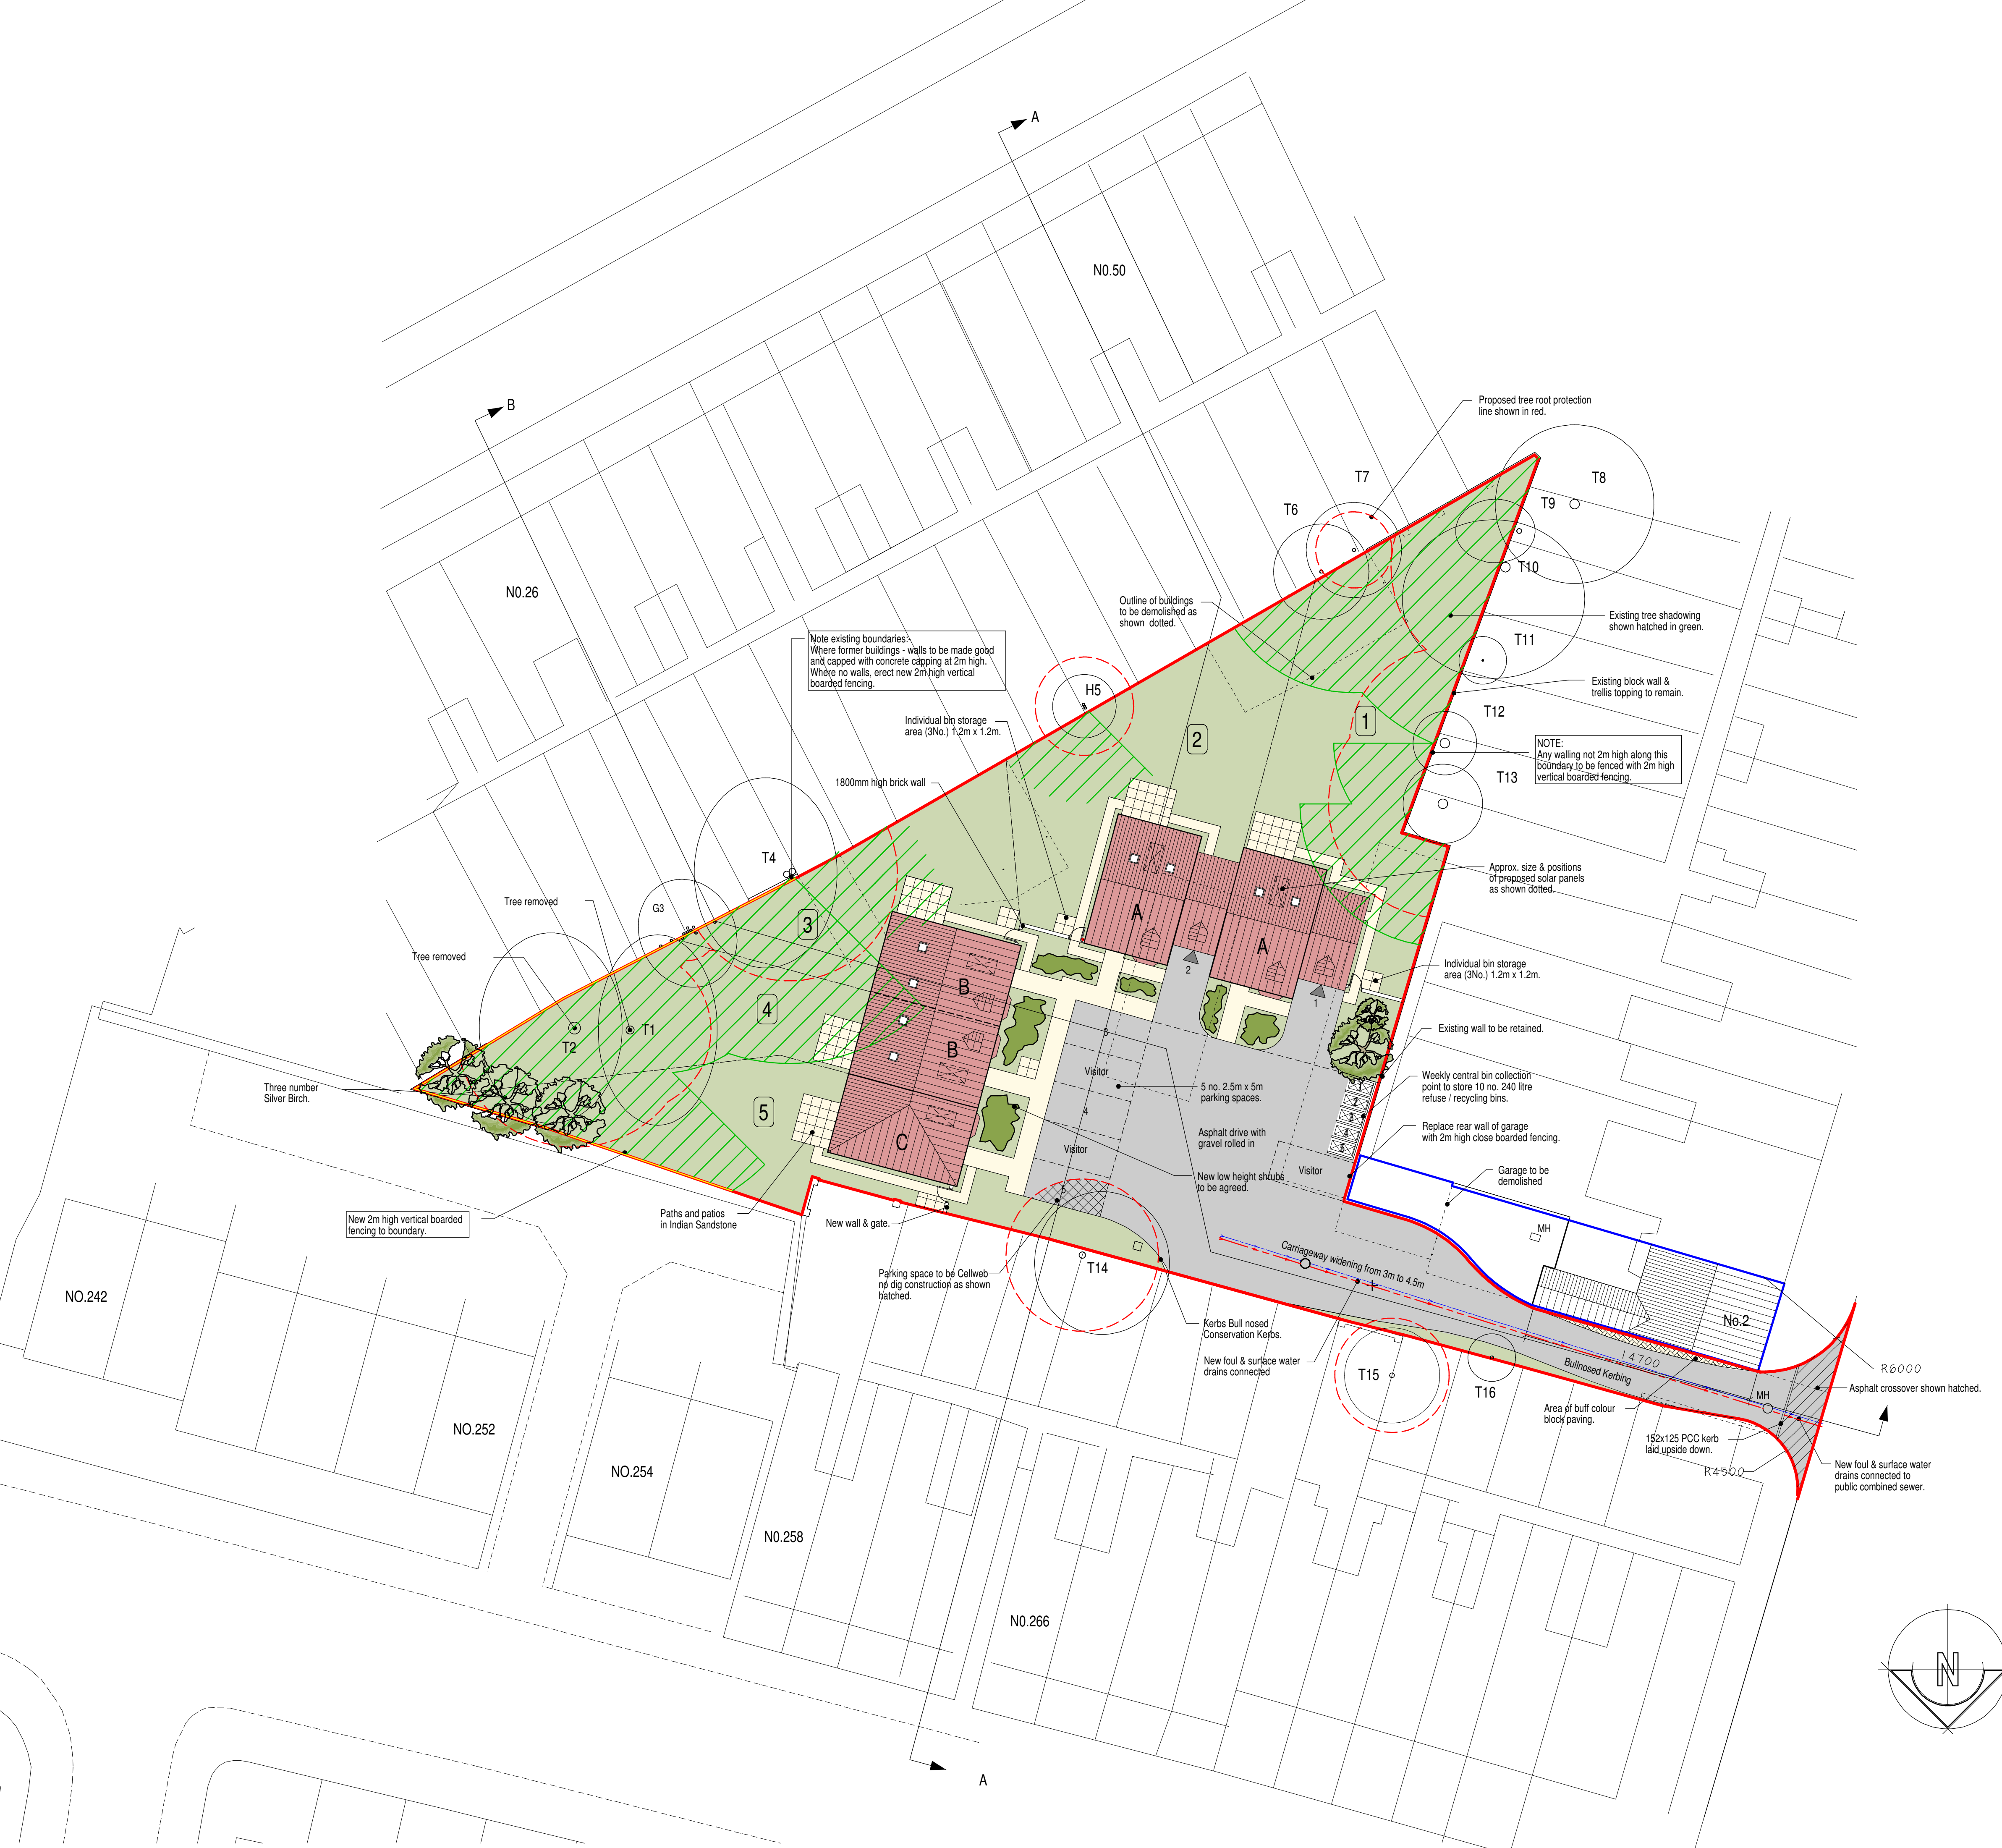 A
N0.50
B
N0.26
Proposed tree root protection
line shown in red.
T7
T8
T6
T9
T10
Outline of buildings
to be demolished as
shown dotted.
Existing tree shadowing
shown hatched in green.
T11
Note existing boundaries:-
Where former buildings - walls to be made good
and capped with concrete capping at 2m high.
Where no walls, erect new 2m high vertical
boarded fencing.
H5
Existing block wall &
trellis topping to remain.
Individual bin storage
area (3No.) 1.2m x 1.2m.
2
1
T12
NOTE:
Any walling not 2m high along this
boundary to be fenced with 2m high
vertical boarded fencing.
1800mm high brick wall
T13
T4
Approx. size & positions
of proposed solar panels
as shown dotted.
Tree removed
G3
3
A
A
Tree removed
Individual bin storage
area (3No.) 1.2m x 1.2m.
2
B
1
4
T2
T1
Existing wall to be retained.
3
B
Visitor
5 no. 2.5m x 5m
parking spaces.
Weekly central bin collection
point to store 10 no. 240 litre
refuse / recycling bins.
Three number
Silver Birch.
1
2
3
4
5
5
4
Asphalt drive with
gravel rolled in
Replace rear wall of garage
with 2m high close boarded fencing.
C
Visitor
Visitor
Garage to be
demolished
New low height shrubs
to be agreed.
5
New 2m high vertical boarded
fencing to boundary.
Paths and patios
in Indian Sandstone
New wall & gate.
MH
Carriageway widening from 3m to 4.5m
T14
Parking space to be Cellweb
no dig construction as shown
hatched.
NO.242
Kerbs Bull nosed
Conservation Kerbs.
No.2
New foul & surface water
drains connected
14700
R6000
Bullnosed Kerbing
T15
T16
Asphalt crossover shown hatched.
MH
Area of buff colour
block paving.
152x125 PCC kerb
laid upside down.
R4500
New foul & surface water
drains connected to
public combined sewer.
NO.252
NO.254
N0.258
N0.266
N
A